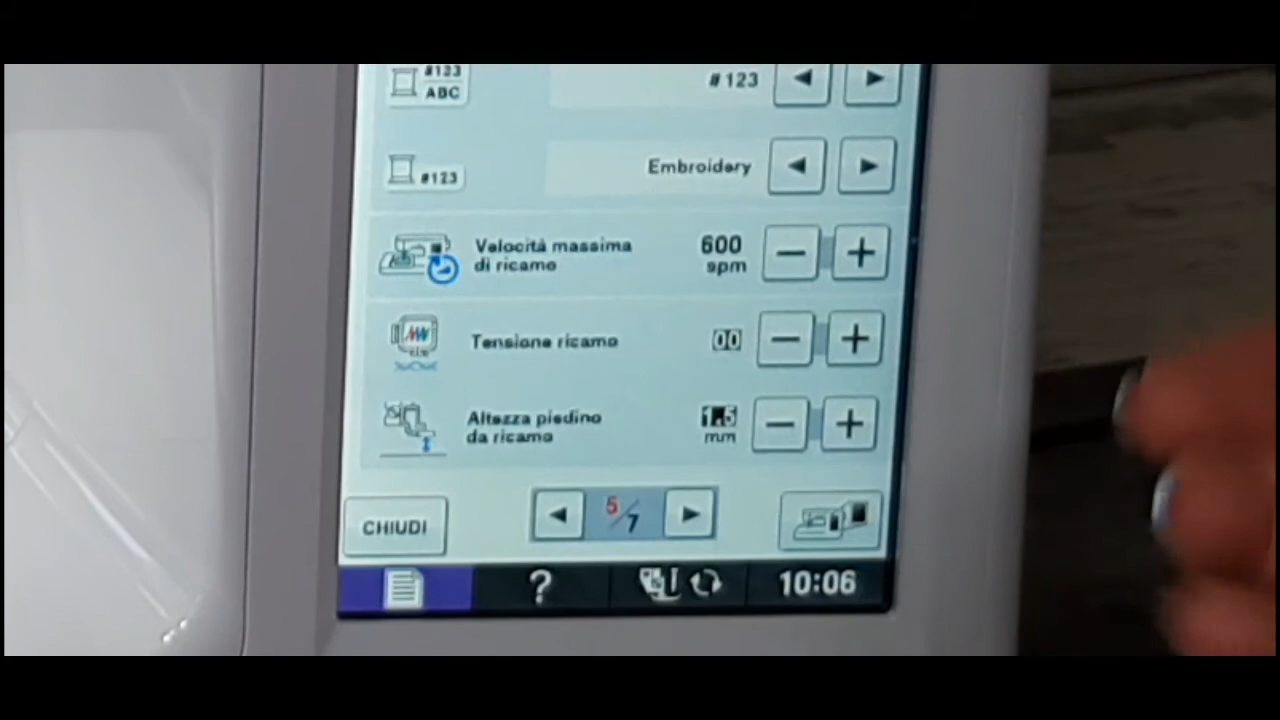 #123
ABC
#123
#123
Embroidery
Velocità massima
di ricamo
600
spm
Tensione ricamo
00
Altezza piedino
da ricamo
1.5
mm
CHIUDI
5/7
?
10:06